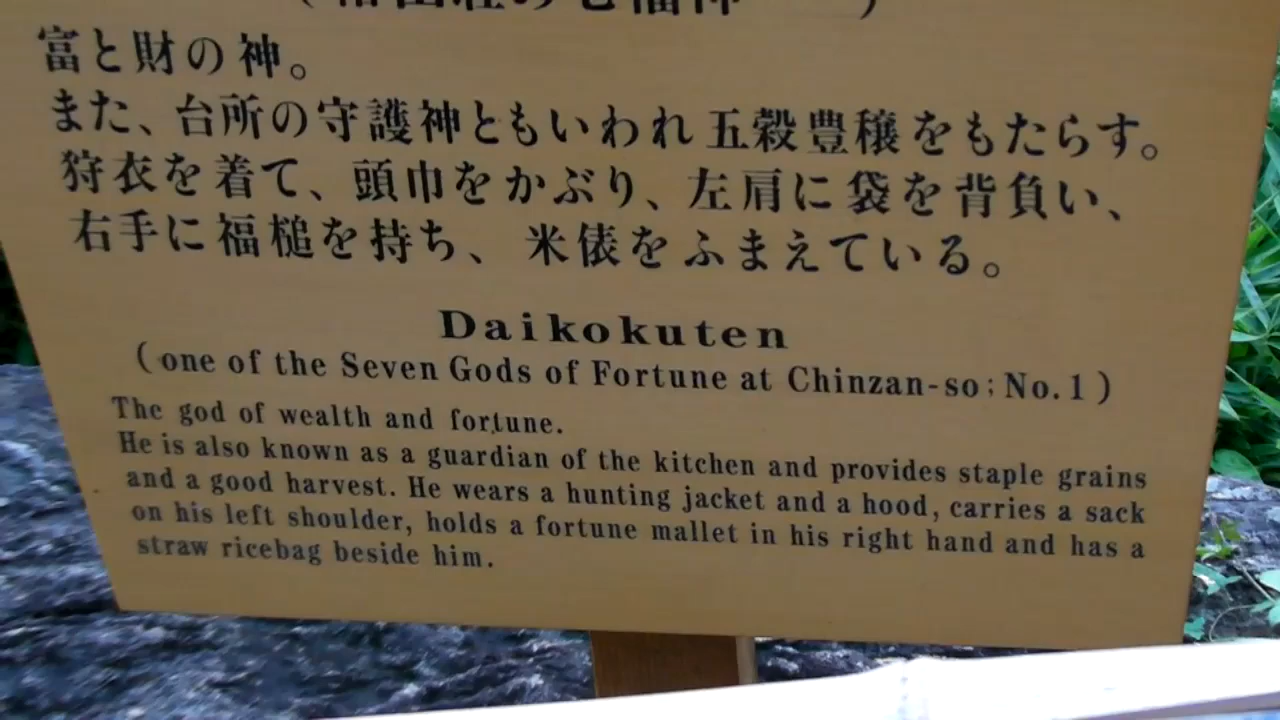 の七福神
富と財の神。
また、台所の守護神ともいわれ五穀豊穣をもたらす。
狩衣を着て、頭巾をかぶり、左肩に袋を背負い、
右手に福槌を持ち、米俵をふまえている。
Daikokuten
(one of the Seven Gods of Fortune at Chinzan-so; No.1)
The god of wealth and fortune.
He is also known as a guardian of the kitchen and provides staple grains
and a good harvest. He wears a hunting jacket and a hood, carries a sack
on his left shoulder, holds a fortune mallet in his right hand and has a
straw ricebag beside him.